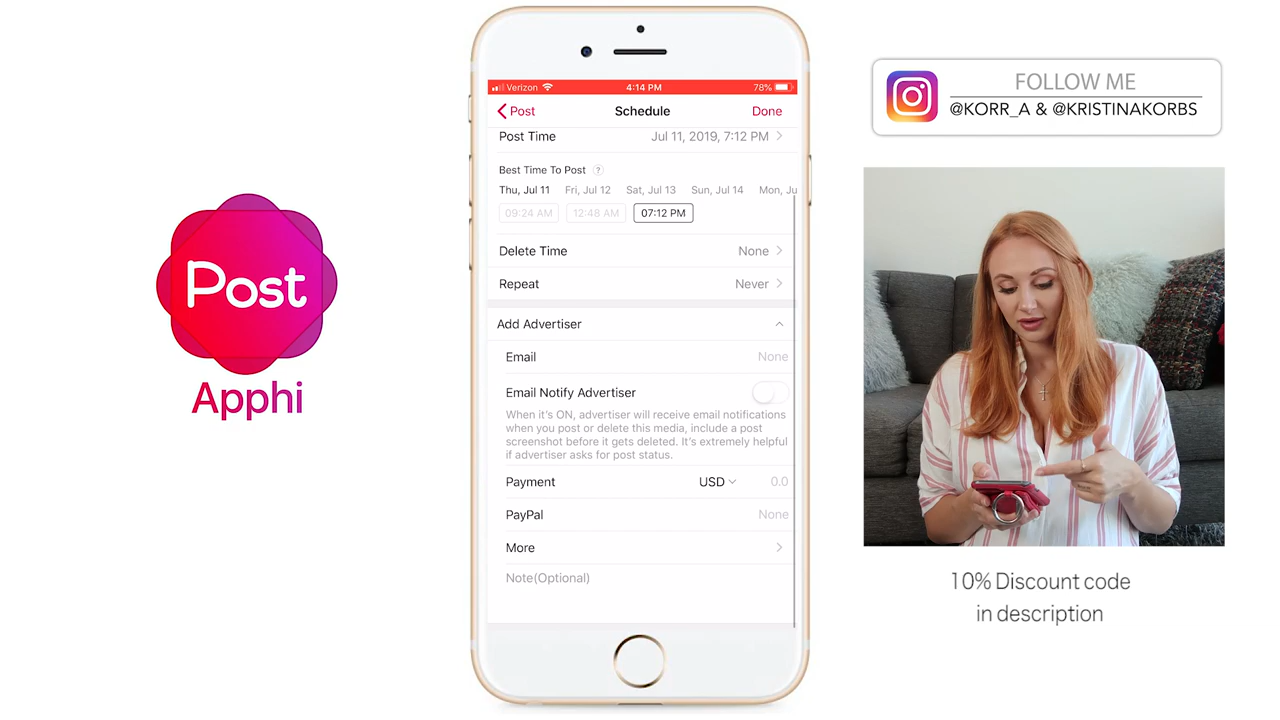 Post
Apphi
Verizon 4:14 PM 78%
Post Schedule Done
Post Time Jul 11, 2019, 7:12 PM
Best Time To Post ?
Thu, Jul 11 Fri, Jul 12 Sat, Jul 13 Sun, Jul 14 Mon, Ju
09:24 AM 12:48 AM 07:12 PM
Delete Time None
Repeat Never
Add Advertiser
Email None
Email Notify Advertiser
When it's ON, advertiser will receive email notifications
when you post or delete this media, include a post
screenshot before it gets deleted. It's extremely helpful
if advertiser asks for post status.
Payment USD 0.0
PayPal None
More
Note(Optional)
FOLLOW ME
@KORR_A & @KRISTINAKORBS
10% Discount code
in description